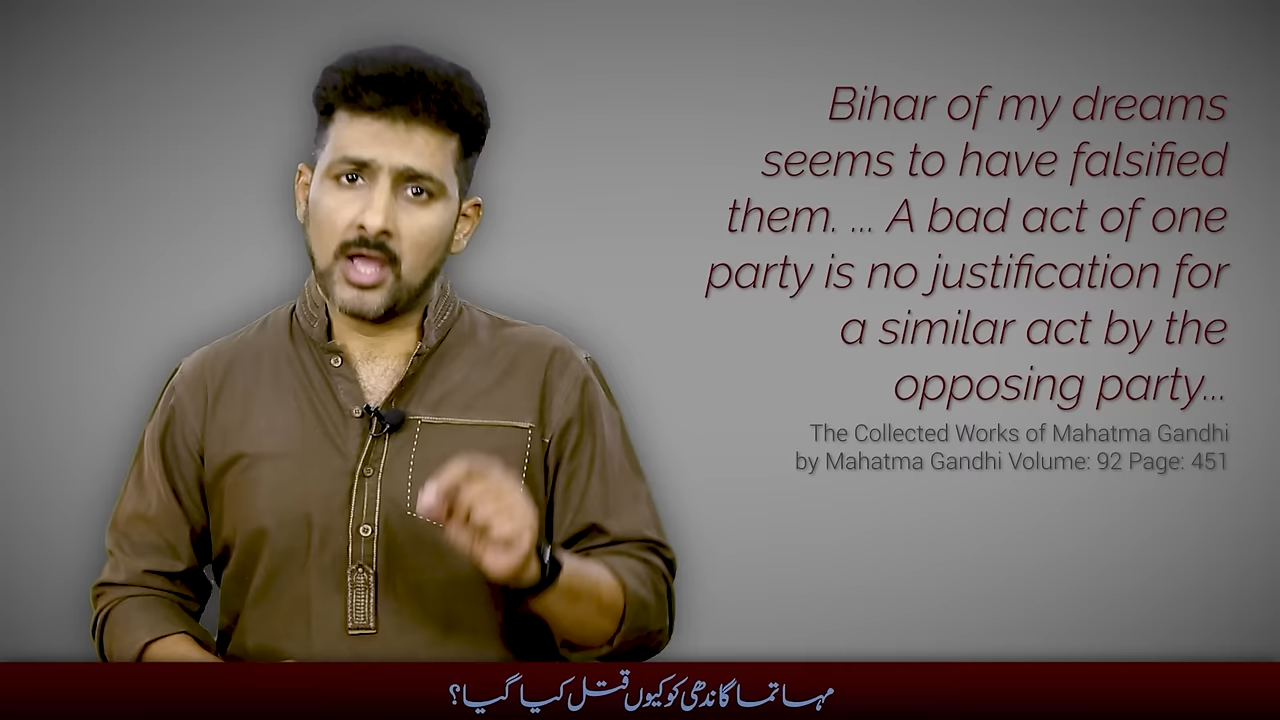 Bihar of my dreams
seems to have falsified
them. ... A bad act of one
party is no justification for
a similar act by the
opposing party...
The Collected Works of Mahatma Gandhi
by Mahatma Gandhi Volume: 92 Page: 451
مہاتما گاندھی کو کیوں قتل کیا گیا؟